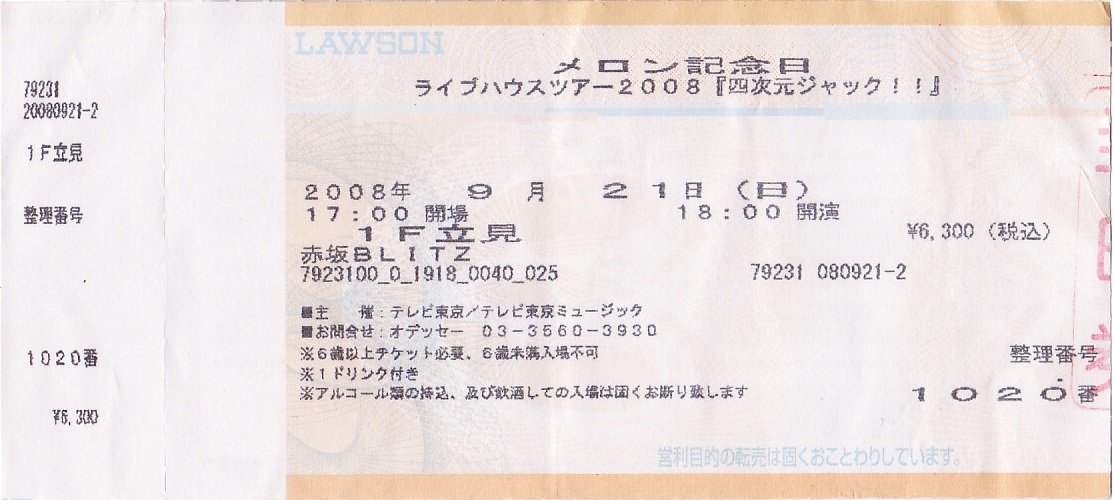 79231
20080921-2
1F立見
整理番号
1020番
¥6,300
LAWSON
メロン記念日
ライブハウスツアー2008『四次元ジャック!!』
2008年 9月 21日(日)
17:00 開場 18:00 開演
1F立見 ¥6,300(税込)
赤坂BLITZ
7923100_0_1918_0040_025 79231 080921-2
■主 催:テレビ東京/テレビ東京ミュージック
■お問合せ:オデッセー 03-3560-3930
※6歳以上チケット必要、6歳未満入場不可
※1ドリンク付き
※アルコール類の持込、及び飲酒しての入場は固くお断り致します
整理番号
1020番
営利目的の転売は固くおことわりしています。